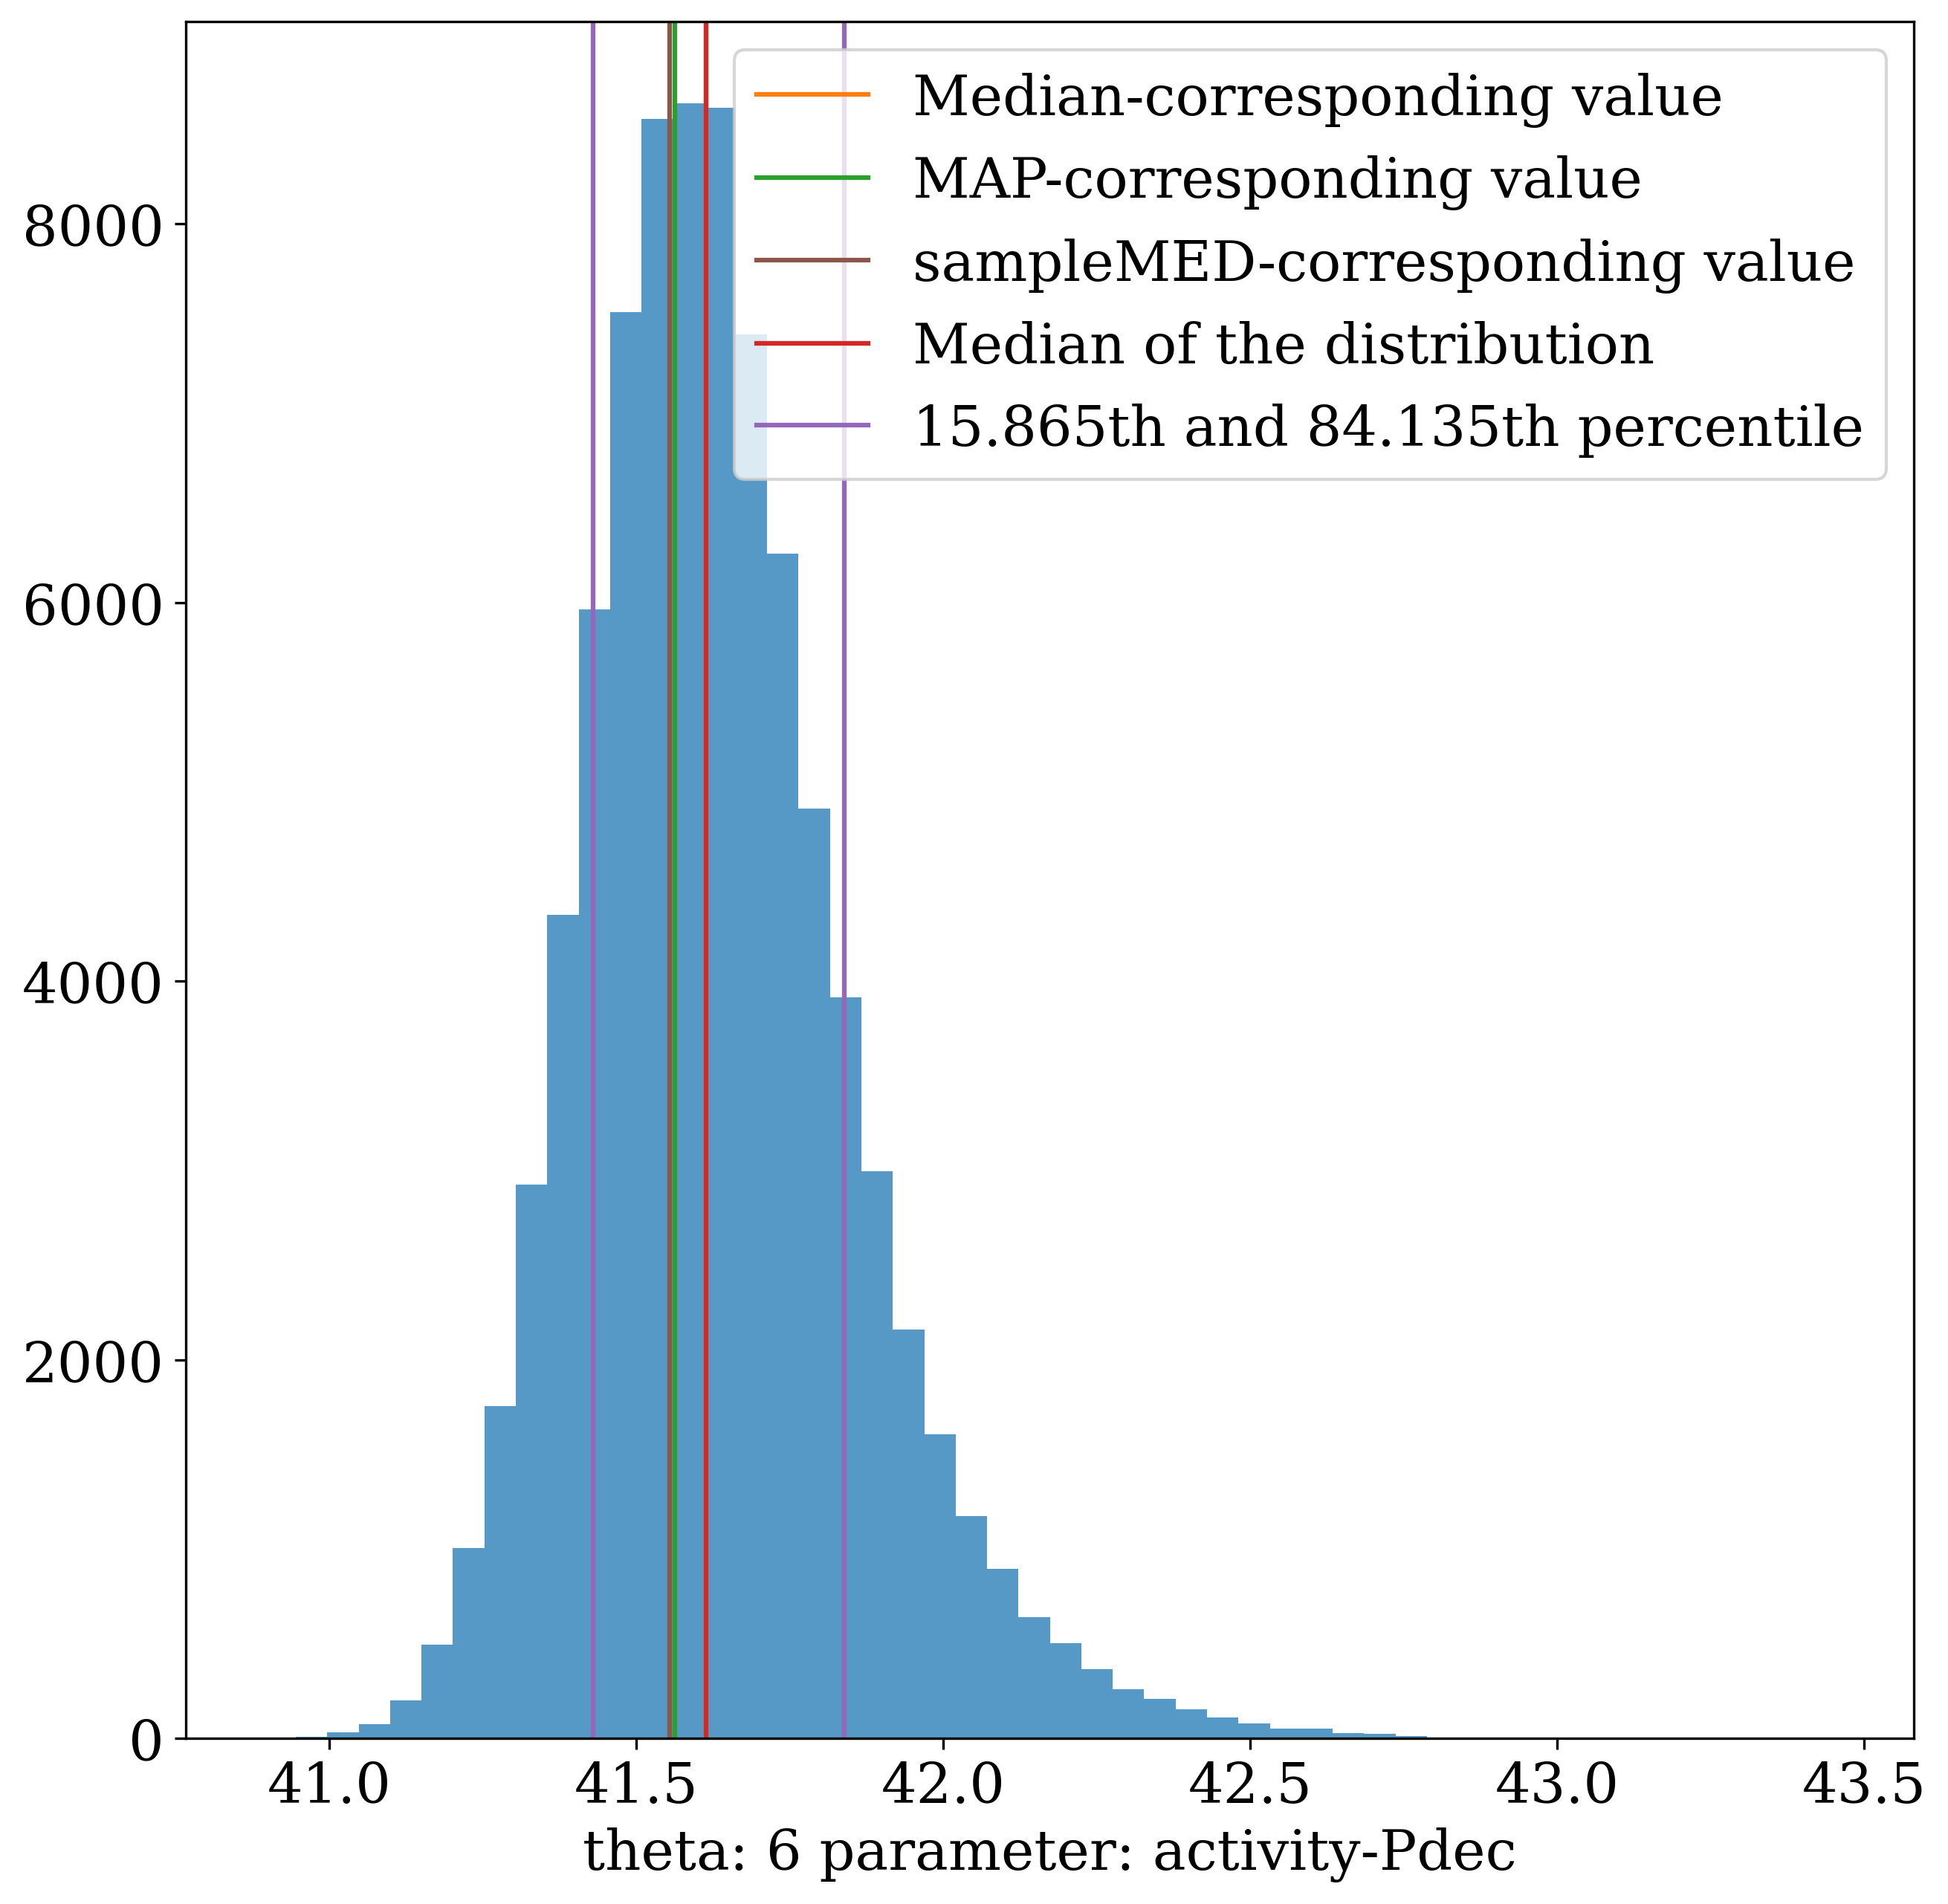 Median-corresponding value
MAP-corresponding value
sampleMED-corresponding value
Median of the distribution
15.865th and 84.135th percentile
8000
6000
4000
2000
0
41.0 41.5 42.0 42.5 43.0 43.5
theta: 6 parameter: activity-Pdec